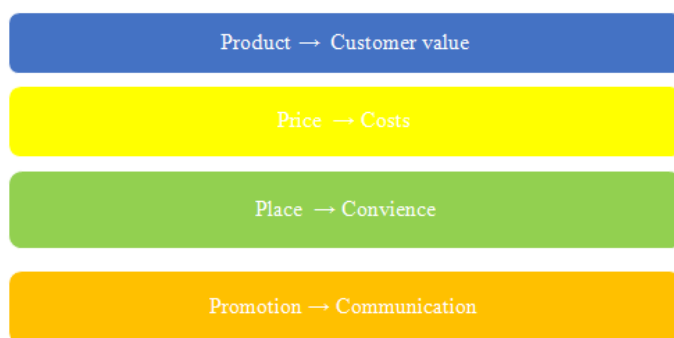 Product → Customer value
Price → Costs
Place → Convience
Promotion → Communication